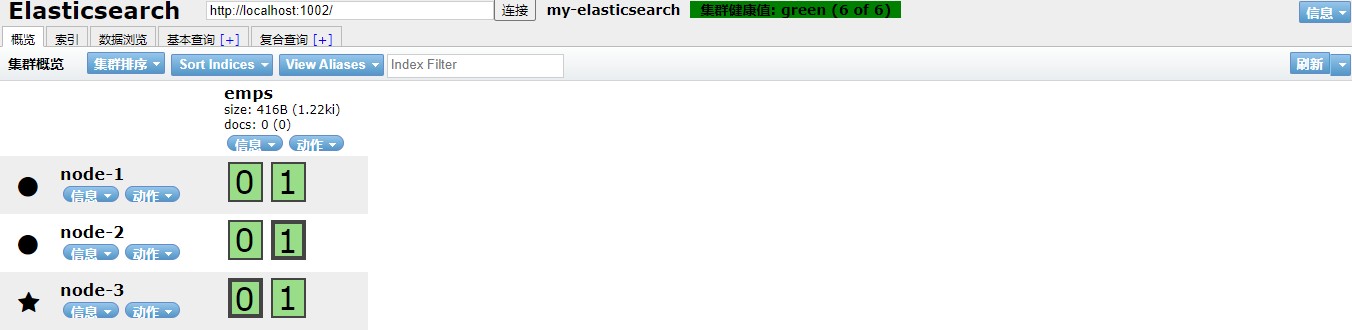 Elasticsearch http://localhost:1002/ 连接 my-elasticsearch 集群健康值: green (6 of 6) 信息
概览 索引 数据浏览 基本查询 [+] 复合查询 [+]
集群概览 集群排序 Sort Indices View Aliases Index Filter 刷新
emps
size: 416B (1.22ki)
docs: 0 (0)
信息 动作
node-1
信息 动作
0 1
node-2
信息 动作
0 1
node-3
信息 动作
0 1